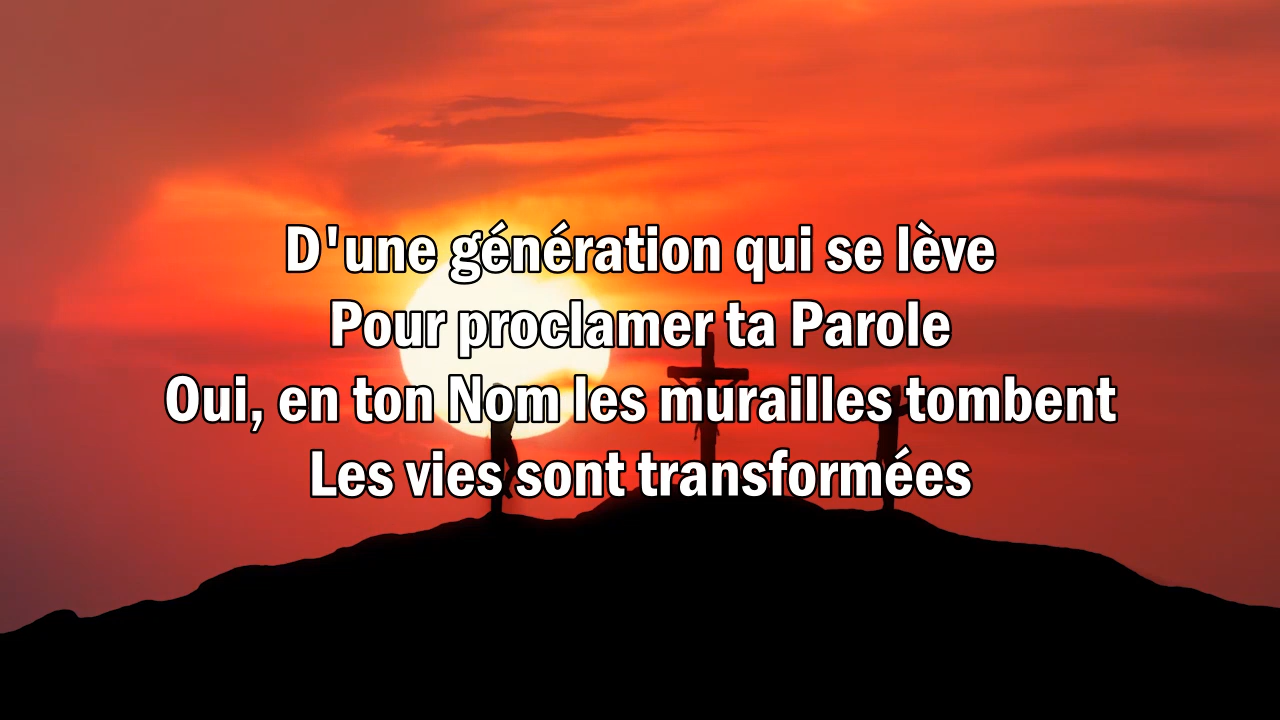 D'une génération qui se lève
Pour proclamer ta Parole
Oui, en ton Nom les murailles tombent
Les vies sont transformées